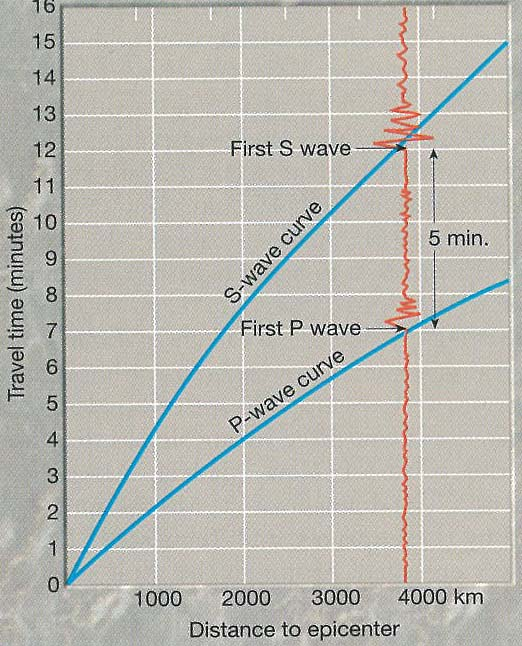 16
15
14
13
12
11
10
9
8
7
6
5
4
3
2
1
0
Travel time (minutes)
First S wave
5 min.
S-wave curve
First P wave
P-wave curve
1000 2000 3000 4000 km
Distance to epicenter